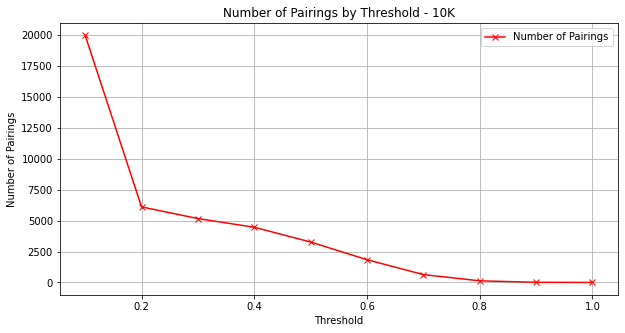 Number of Pairings by Threshold - 10K
Number of Pairings
20000
17500
15000
12500
10000
7500
5000
2500
0
Number of Pairings
0.2 0.4 0.6 0.8 1.0
Threshold